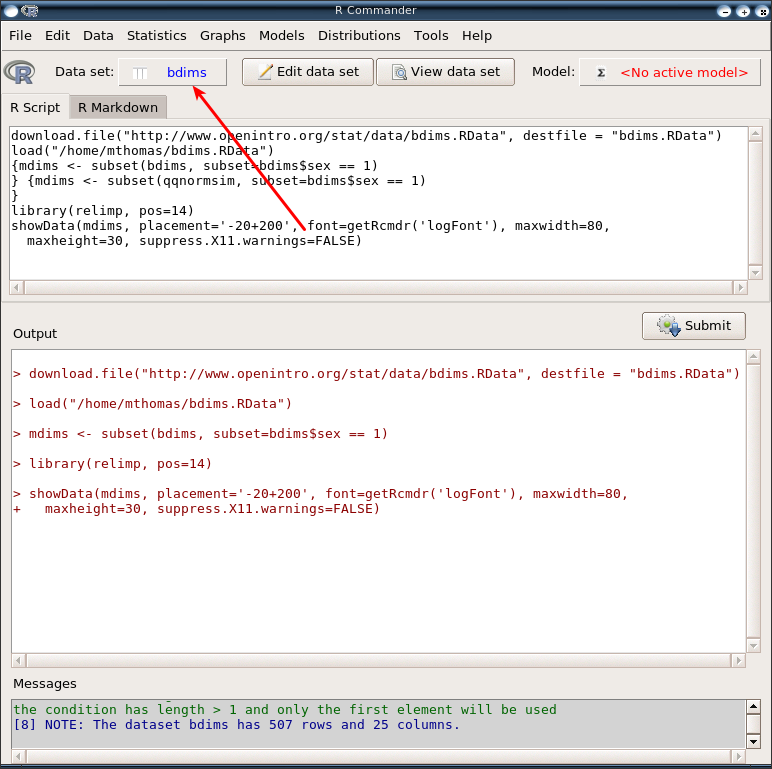 R Commander
File Edit Data Statistics Graphs Models Distributions Tools Help
R Data set: bdims Edit data set View data set Model: Σ <No active model>
R Script R Markdown
download.file("http://www.openintro.org/stat/data/bdims.RData", destfile = "bdims.RData")
load("/home/mthomas/bdims.RData")
{mdims <- subset(bdims, subset=bdims$sex == 1)
} {mdims <- subset(qqnormsim, subset=bdims$sex == 1)
}
library(relimp, pos=14)
showData(mdims, placement='-20+200', font=getRcmdr('logFont'), maxwidth=80,
  maxheight=30, suppress.X11.warnings=FALSE)
Submit
Output
> download.file("http://www.openintro.org/stat/data/bdims.RData", destfile = "bdims.RData")
> load("/home/mthomas/bdims.RData")
> mdims <- subset(bdims, subset=bdims$sex == 1)
> library(relimp, pos=14)
> showData(mdims, placement='-20+200', font=getRcmdr('logFont'), maxwidth=80,
+   maxheight=30, suppress.X11.warnings=FALSE)
Messages
the condition has length > 1 and only the first element will be used
[8] NOTE: The dataset bdims has 507 rows and 25 columns.